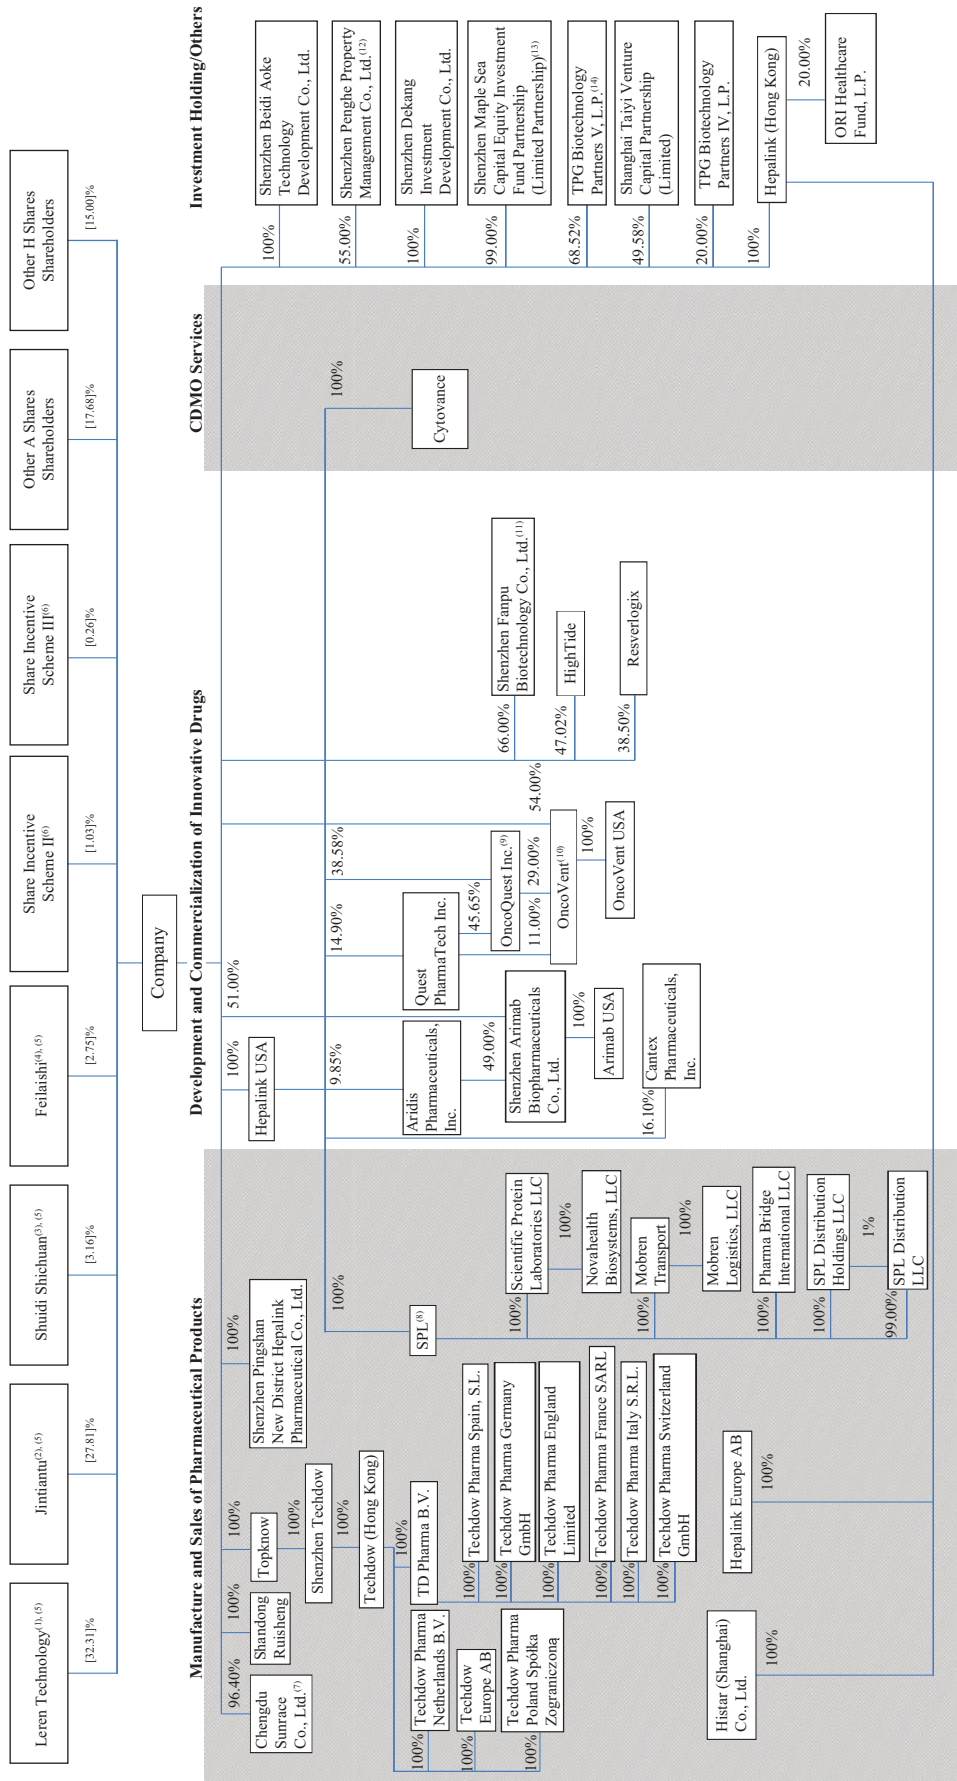 Leren Technology(1), (5)
Jintiantu(2), (5)
Shuidi Shichuan(3), (5)
Feilaishi(4), (5)
Share Incentive
Scheme II(6)
Share Incentive
Scheme III(6)
Other A Shares
Shareholders
Other H Shares
Shareholders
[32.31]%
[27.81]%
[3.16]%
[2.75]%
[1.03]%
[0.26]%
[17.68]%
[15.00]%
Company
Manufacture and Sales of Pharmaceutical Products
96.40%
Chengdu
Sunrace
Co., Ltd.(7)
100%
Shandong
Ruisheng
100%
Topknow
100%
Shenzhen Techdow
100%
Techdow (Hong Kong)
100%
100%
Shenzhen Pingshan
New District Hepalink
Pharmaceutical Co., Ltd.
100%
Techdow Pharma
Netherlands B.V.
100%
Techdow
Europe AB
100%
Techdow Pharma
Poland Spółka
Zograniczoną
TD Pharma B.V.
100%
Techdow Pharma Spain, S.L.
100%
Techdow Pharma Germany
GmbH
100%
Techdow Pharma England
Limited
100%
Techdow Pharma France SARL
100%
Techdow Pharma Italy S.R.L.
100%
Techdow Pharma Switzerland
GmbH
100%
SPL(8)
100%
Scientific Protein
Laboratories LLC
100%
Novahealth
Biosystems, LLC
100%
Mobren
Transport
100%
Mobren
Logistics, LLC
100%
Pharma Bridge
International LLC
100%
SPL Distribution
Holdings LLC
1%
99.00%
SPL Distribution
LLC
Histar (Shanghai)
Co., Ltd.
100%
Hepalink Europe AB
100%
Development and Commercialization of Innovative Drugs
100%
Hepalink USA
51.00%
9.85%
Aridis
Pharmaceuticals,
Inc.
49.00%
Shenzhen Arimab
Biopharmaceuticals
Co., Ltd.
100%
Arimab USA
16.10%
Cantex
Pharmaceuticals,
Inc.
14.90%
Quest
PharmaTech Inc.
38.58%
45.65%
OncoQuest Inc.(9)
11.00%
29.00%
54.00%
OncoVent(10)
100%
OncoVent USA
66.00%
Shenzhen Fanpu
Biotechnology Co., Ltd.(11)
47.02%
HighTide
38.50%
Resverlogix
CDMO Services
100%
Cytovance
Investment Holding/Others
100%
Shenzhen Beidi Aoke
Technology
Development Co., Ltd.
55.00%
Shenzhen Penghe Property
Management Co., Ltd.(12)
100%
Shenzhen Dekang
Investment
Development Co., Ltd.
99.00%
Shenzhen Maple Sea
Capital Equity Investment
Fund Partnership
(Limited Partnership)(13)
68.52%
TPG Biotechnology
Partners V, L.P.(14)
49.58%
Shanghai Taiyi Venture
Capital Partnership
(Limited)
20.00%
TPG Biotechnology
Partners IV, L.P.
100%
Hepalink (Hong Kong)
20.00%
ORI Healthcare
Fund, L.P.